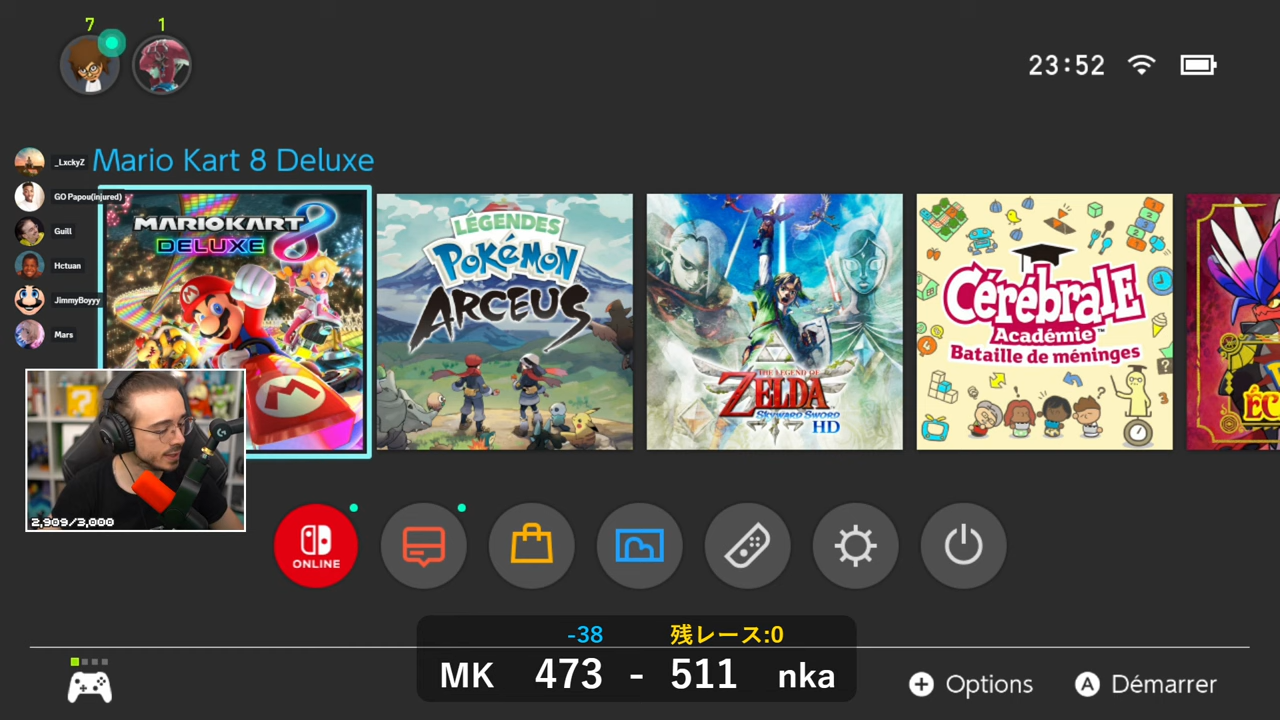 7
1
23:52
Mario Kart 8 Deluxe
_LxckyZ
GO Papou(injured)
Guill
Hctuan
JimmyBoyyy
Mars
MARIOKART 8
DELUXE
M
LÉGENDES
Pokémon
ARCEUS
THE LEGEND OF
ZELDA
SKYWARD SWORD
HD
Cérébrale
Académie™
Bataille de méninges
2,909/3,000
ONLINE
-38
残レース:0
MK 473 - 511 nka
Options
A Démarrer